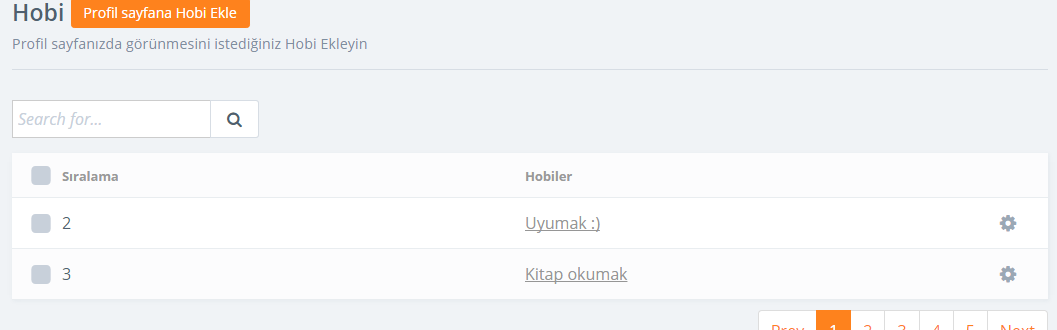 Hobi Profil sayfana Hobi Ekle
Profil sayfanızda görünmesini istediğiniz Hobi Ekleyin
Search for...
Sıralama Hobiler
2 Uyumak :)
3 Kitap okumak
Prev 1 2 3 4 5 Next